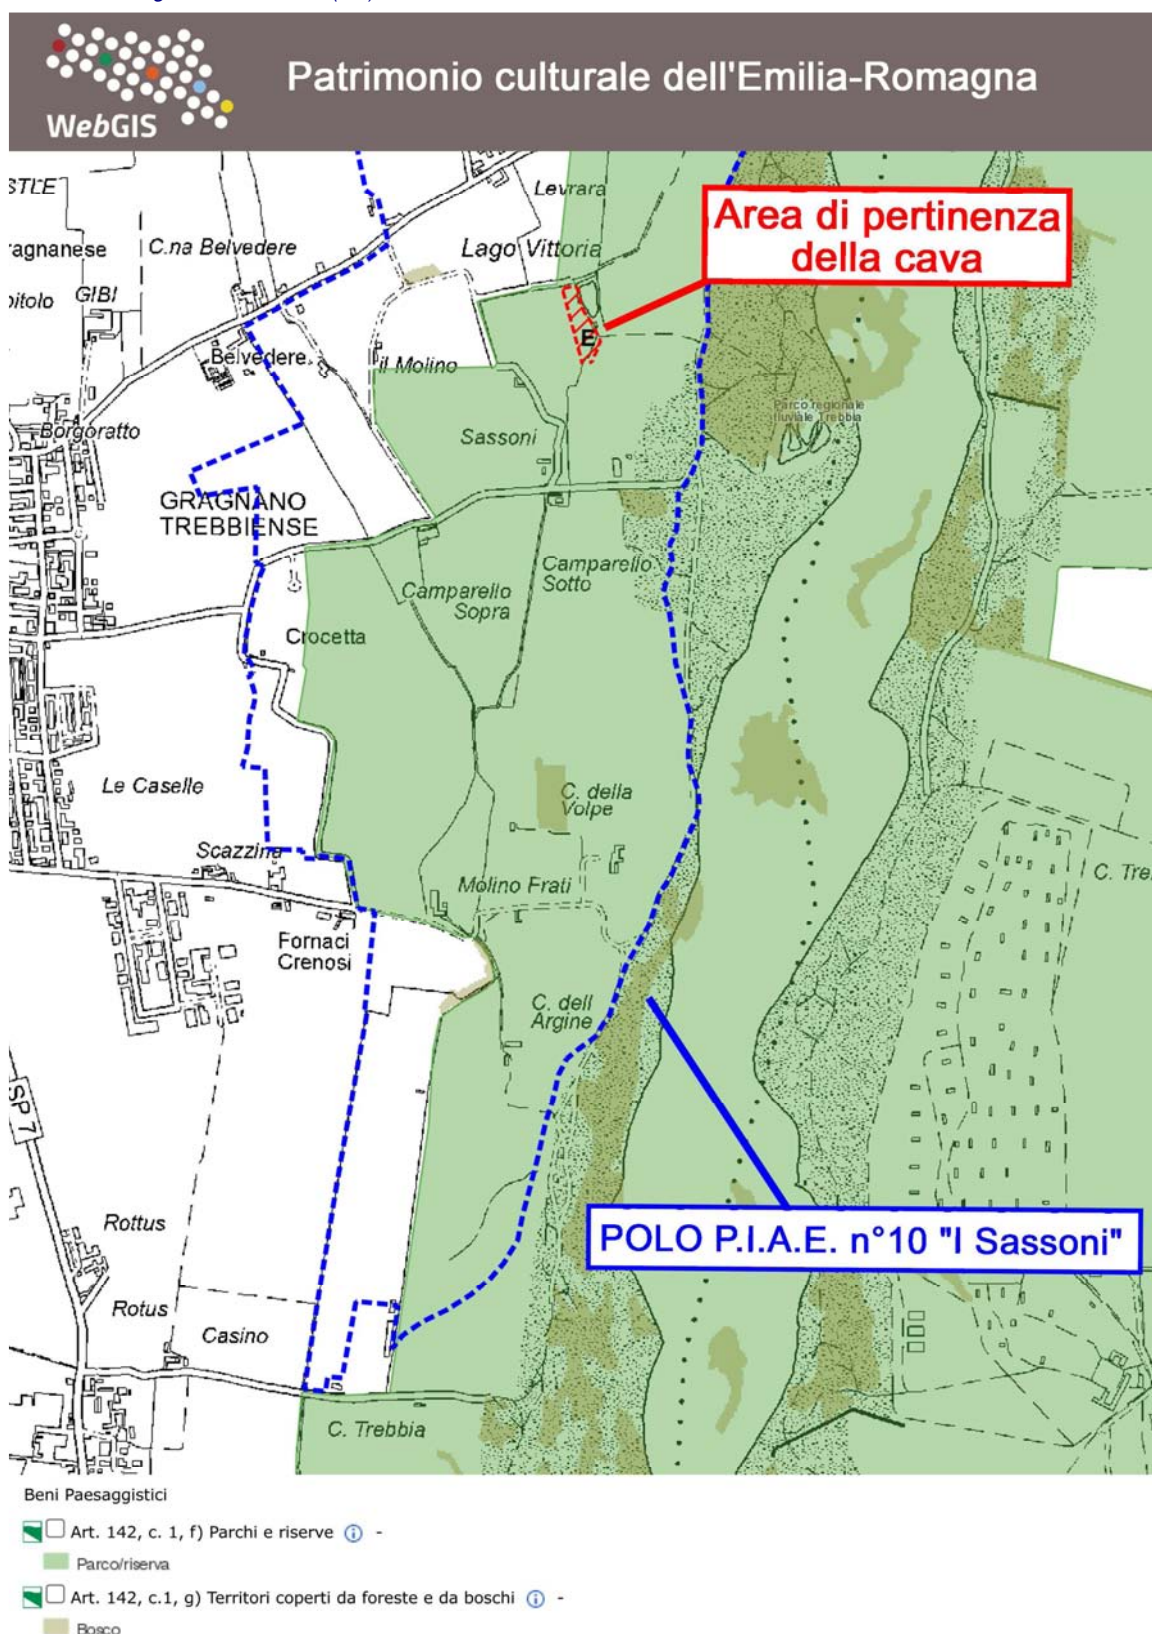 WebGIS
Patrimonio culturale dell'Emilia-Romagna
Levrara
Area di pertinenza
della cava
agnanese
C.na Belvedere
Lago Vittoria
GIBI
E
Belvedere
il Molino
Parco regionale
fluviale Trebbia
Borgoratto
Sassoni
GRAGNANO
TREBBIENSE
Camparello
Sotto
Camparello
Sopra
Crocetta
Le Caselle
C. della
Volpe
Scazzina
C. Tre
Molino Frati
Fornaci
Crenosi
C. dell
Argine
SP 7
Rottus
POLO P.I.A.E. n°10 "I Sassoni"
Rotus
Casino
C. Trebbia
Beni Paesaggistici
Art. 142, c. 1, f) Parchi e riserve i -
Parco/riserva
Art. 142, c.1, g) Territori coperti da foreste e da boschi i -
Bosco